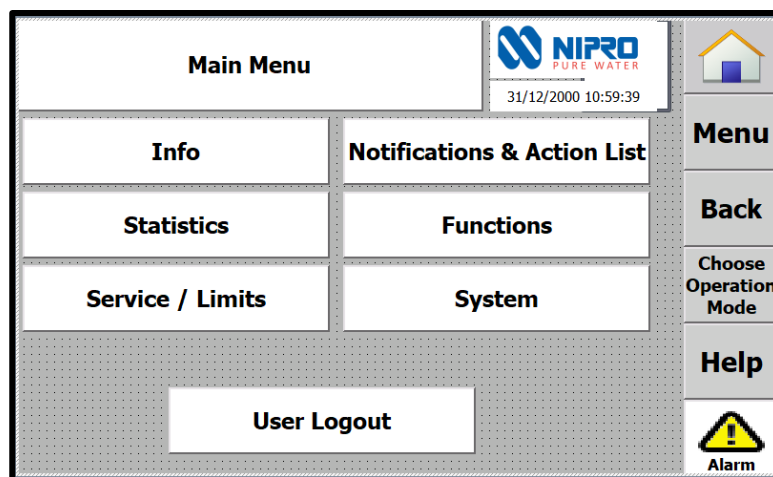 Main Menu
NIPRO
PURE WATER
31/12/2000 10:59:39
Info
Notifications & Action List
Statistics
Functions
Service / Limits
System
User Logout
Menu
Back
Choose
Operation
Mode
Help
Alarm